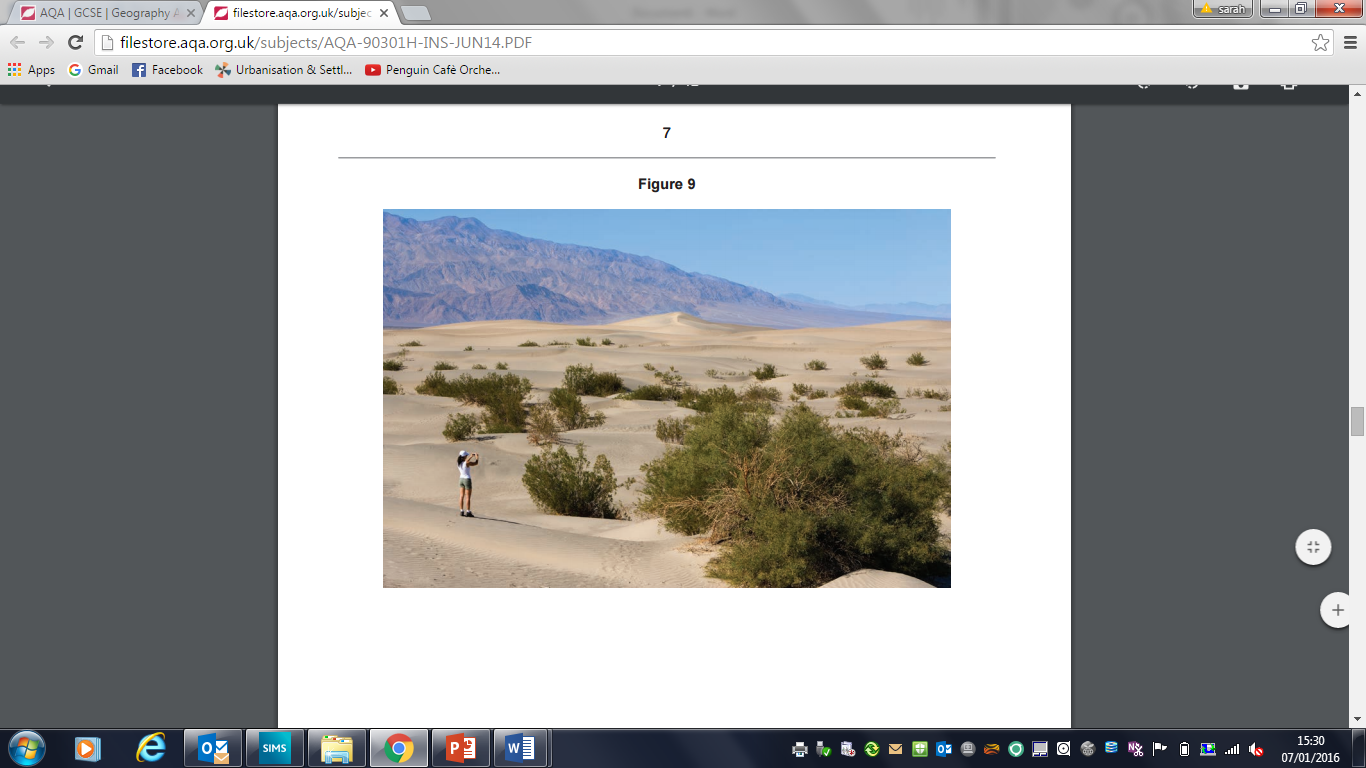 AQA | GCSE | Geography A
filestore.aqa.org.uk/subjec
sarah
filestore.aqa.org.uk/subjects/AQA-90301H-INS-JUN14.PDF
Apps
Gmail
Facebook
Urbanisation & Settl...
Penguin Cafè Orche...
7
Figure 9
SIMS
15:30
07/01/2016